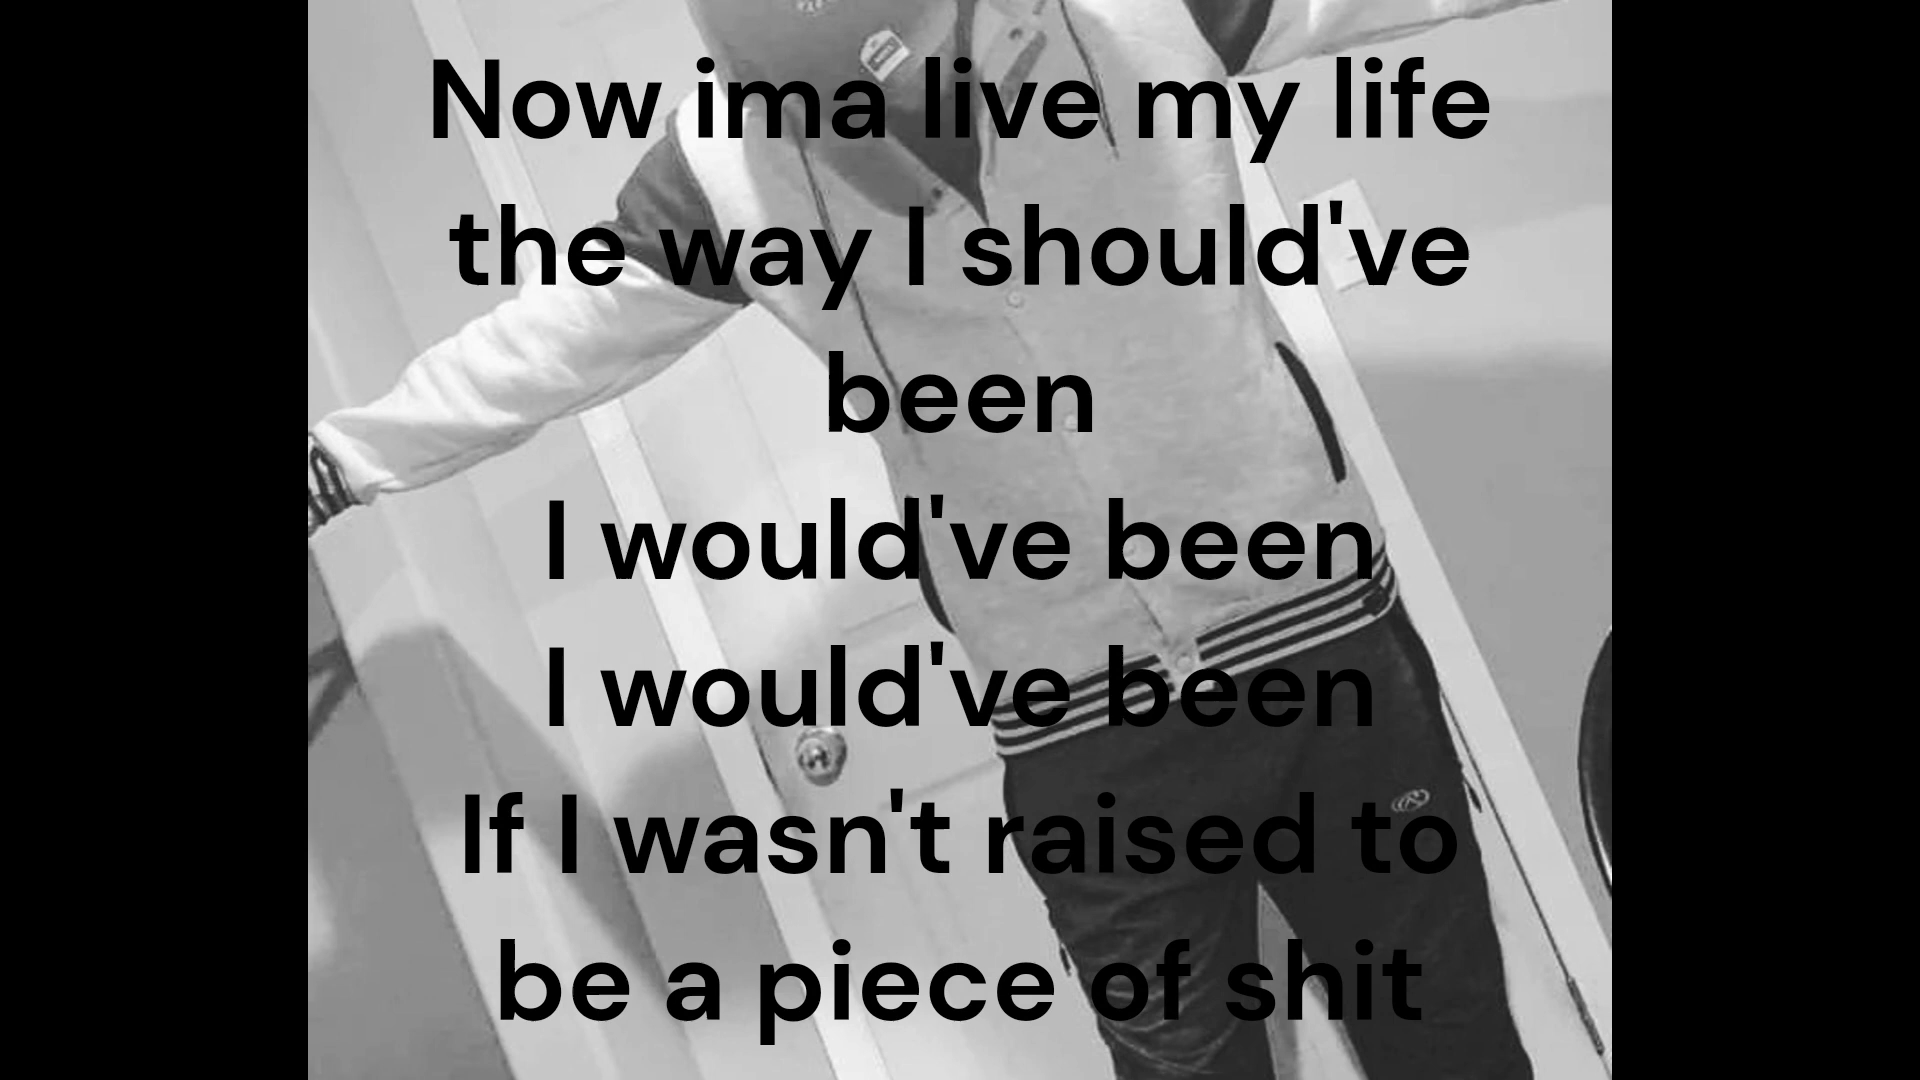 Now ima live my life
the way I should've
been
I would've been
I would've been
If I wasn't raised to
be a piece of shit